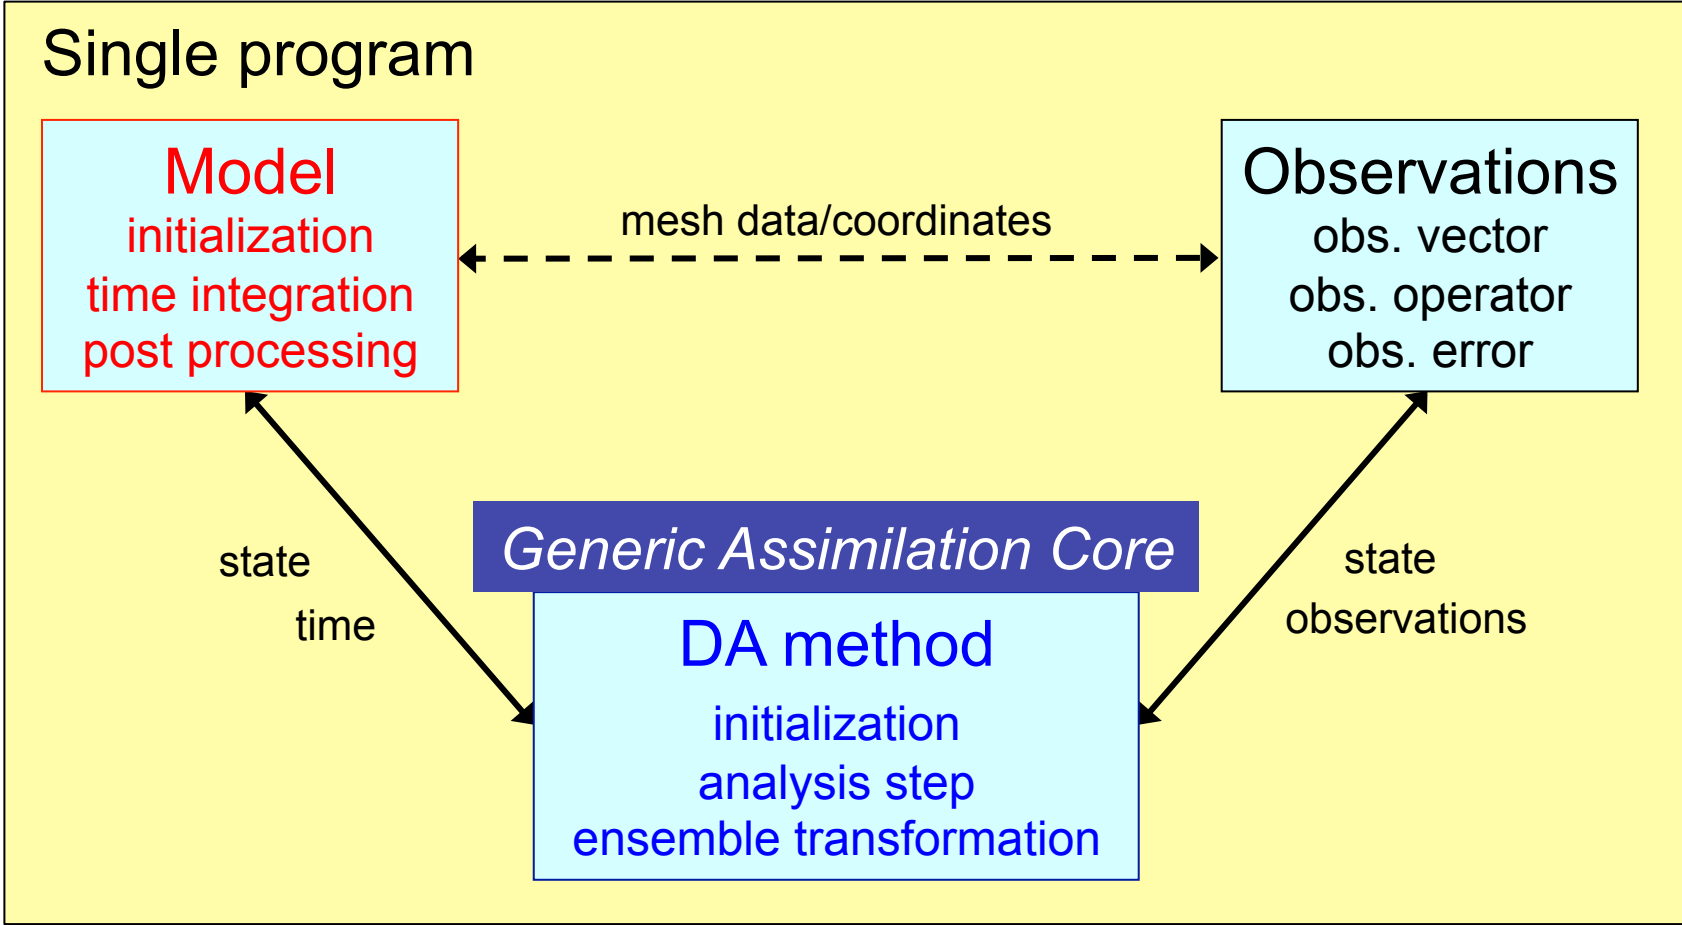 Single program
Model
initialization
time integration
post processing
mesh data/coordinates
Observations
obs. vector
obs. operator
obs. error
state
time
Generic Assimilation Core
DA method
initialization
analysis step
ensemble transformation
state
observations